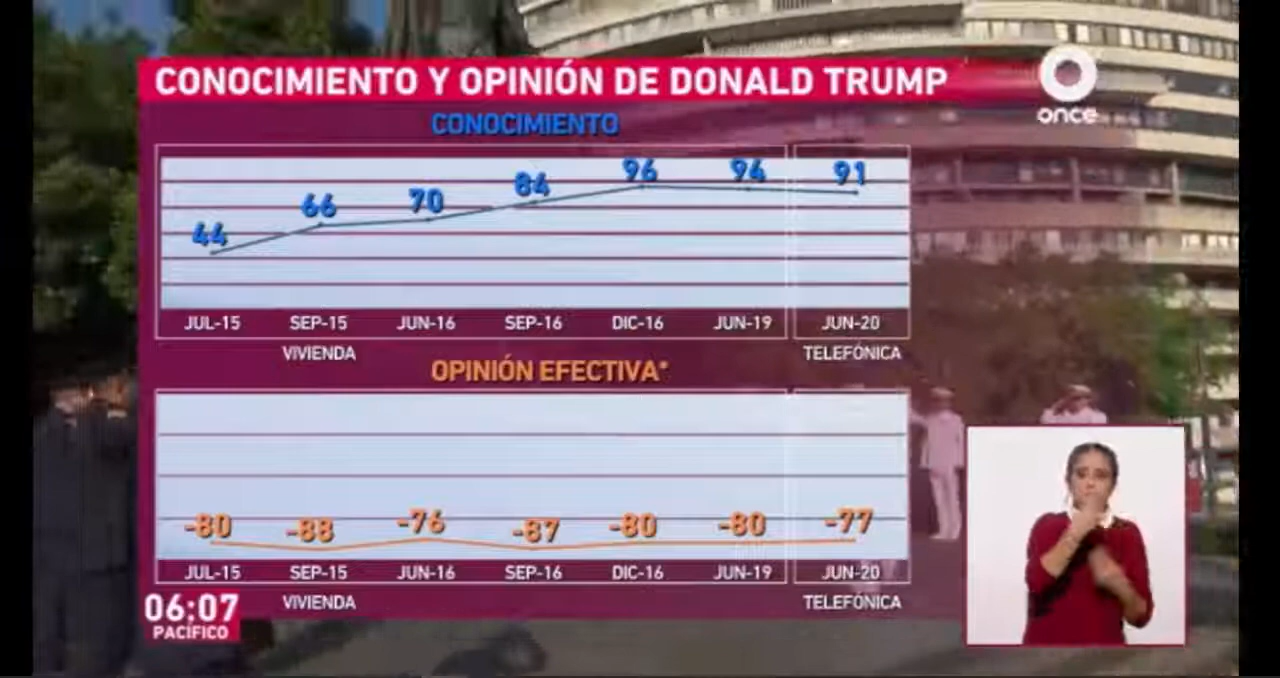 CONOCIMIENTO Y OPINIÓN DE DONALD TRUMP
once
CONOCIMIENTO
44 66 70 84 96 94 91
JUL-15 SEP-15 JUN-16 SEP-16 DIC-16 JUN-19 JUN-20
VIVIENDA TELEFÓNICA
OPINIÓN EFECTIVA*
-80 -88 -76 -87 -80 -80 -77
JUL-15 SEP-15 JUN-16 SEP-16 DIC-16 JUN-19 JUN-20
VIVIENDA TELEFÓNICA
06:07
PACÍFICO